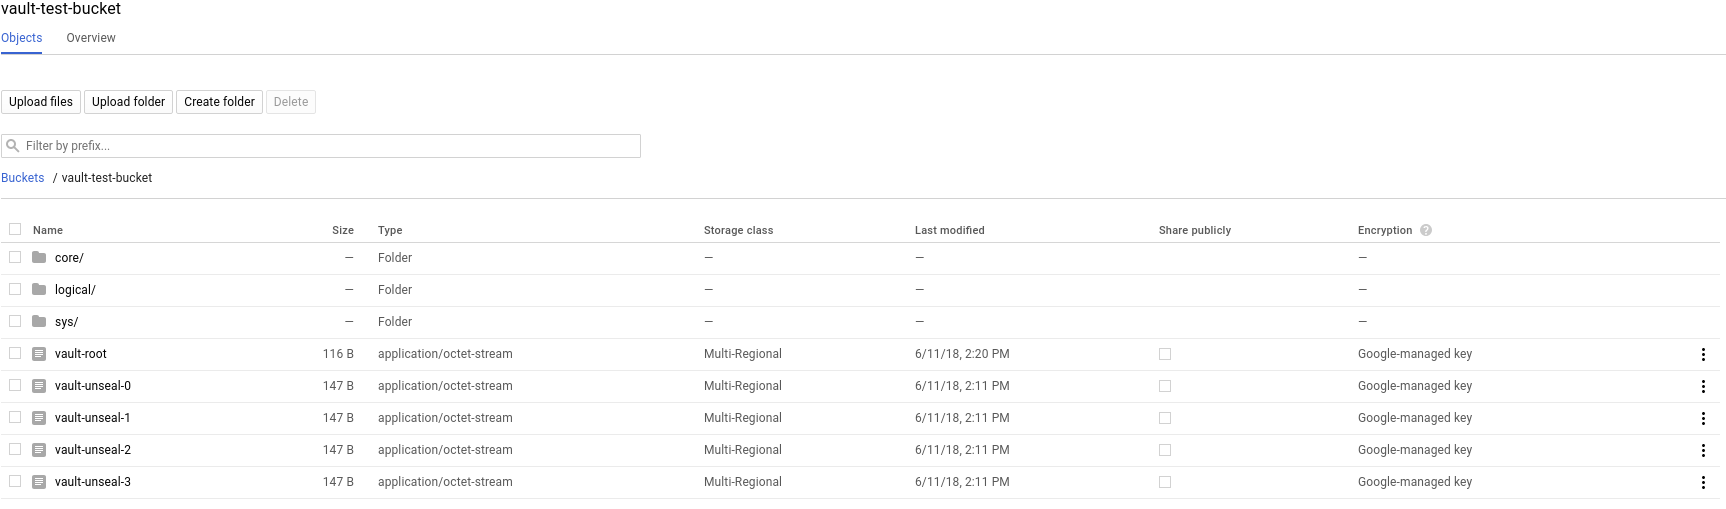 vault-test-bucket
Objects Overview
Upload files Upload folder Create folder Delete
Filter by prefix...
Buckets / vault-test-bucket
Name Size Type Storage class Last modified Share publicly Encryption ?
core/ — Folder — — —
logical/ — Folder — — —
sys/ — Folder — — —
vault-root 116 B application/octet-stream Multi-Regional 6/11/18, 2:20 PM Google-managed key
vault-unseal-0 147 B application/octet-stream Multi-Regional 6/11/18, 2:11 PM Google-managed key
vault-unseal-1 147 B application/octet-stream Multi-Regional 6/11/18, 2:11 PM Google-managed key
vault-unseal-2 147 B application/octet-stream Multi-Regional 6/11/18, 2:11 PM Google-managed key
vault-unseal-3 147 B application/octet-stream Multi-Regional 6/11/18, 2:11 PM Google-managed key